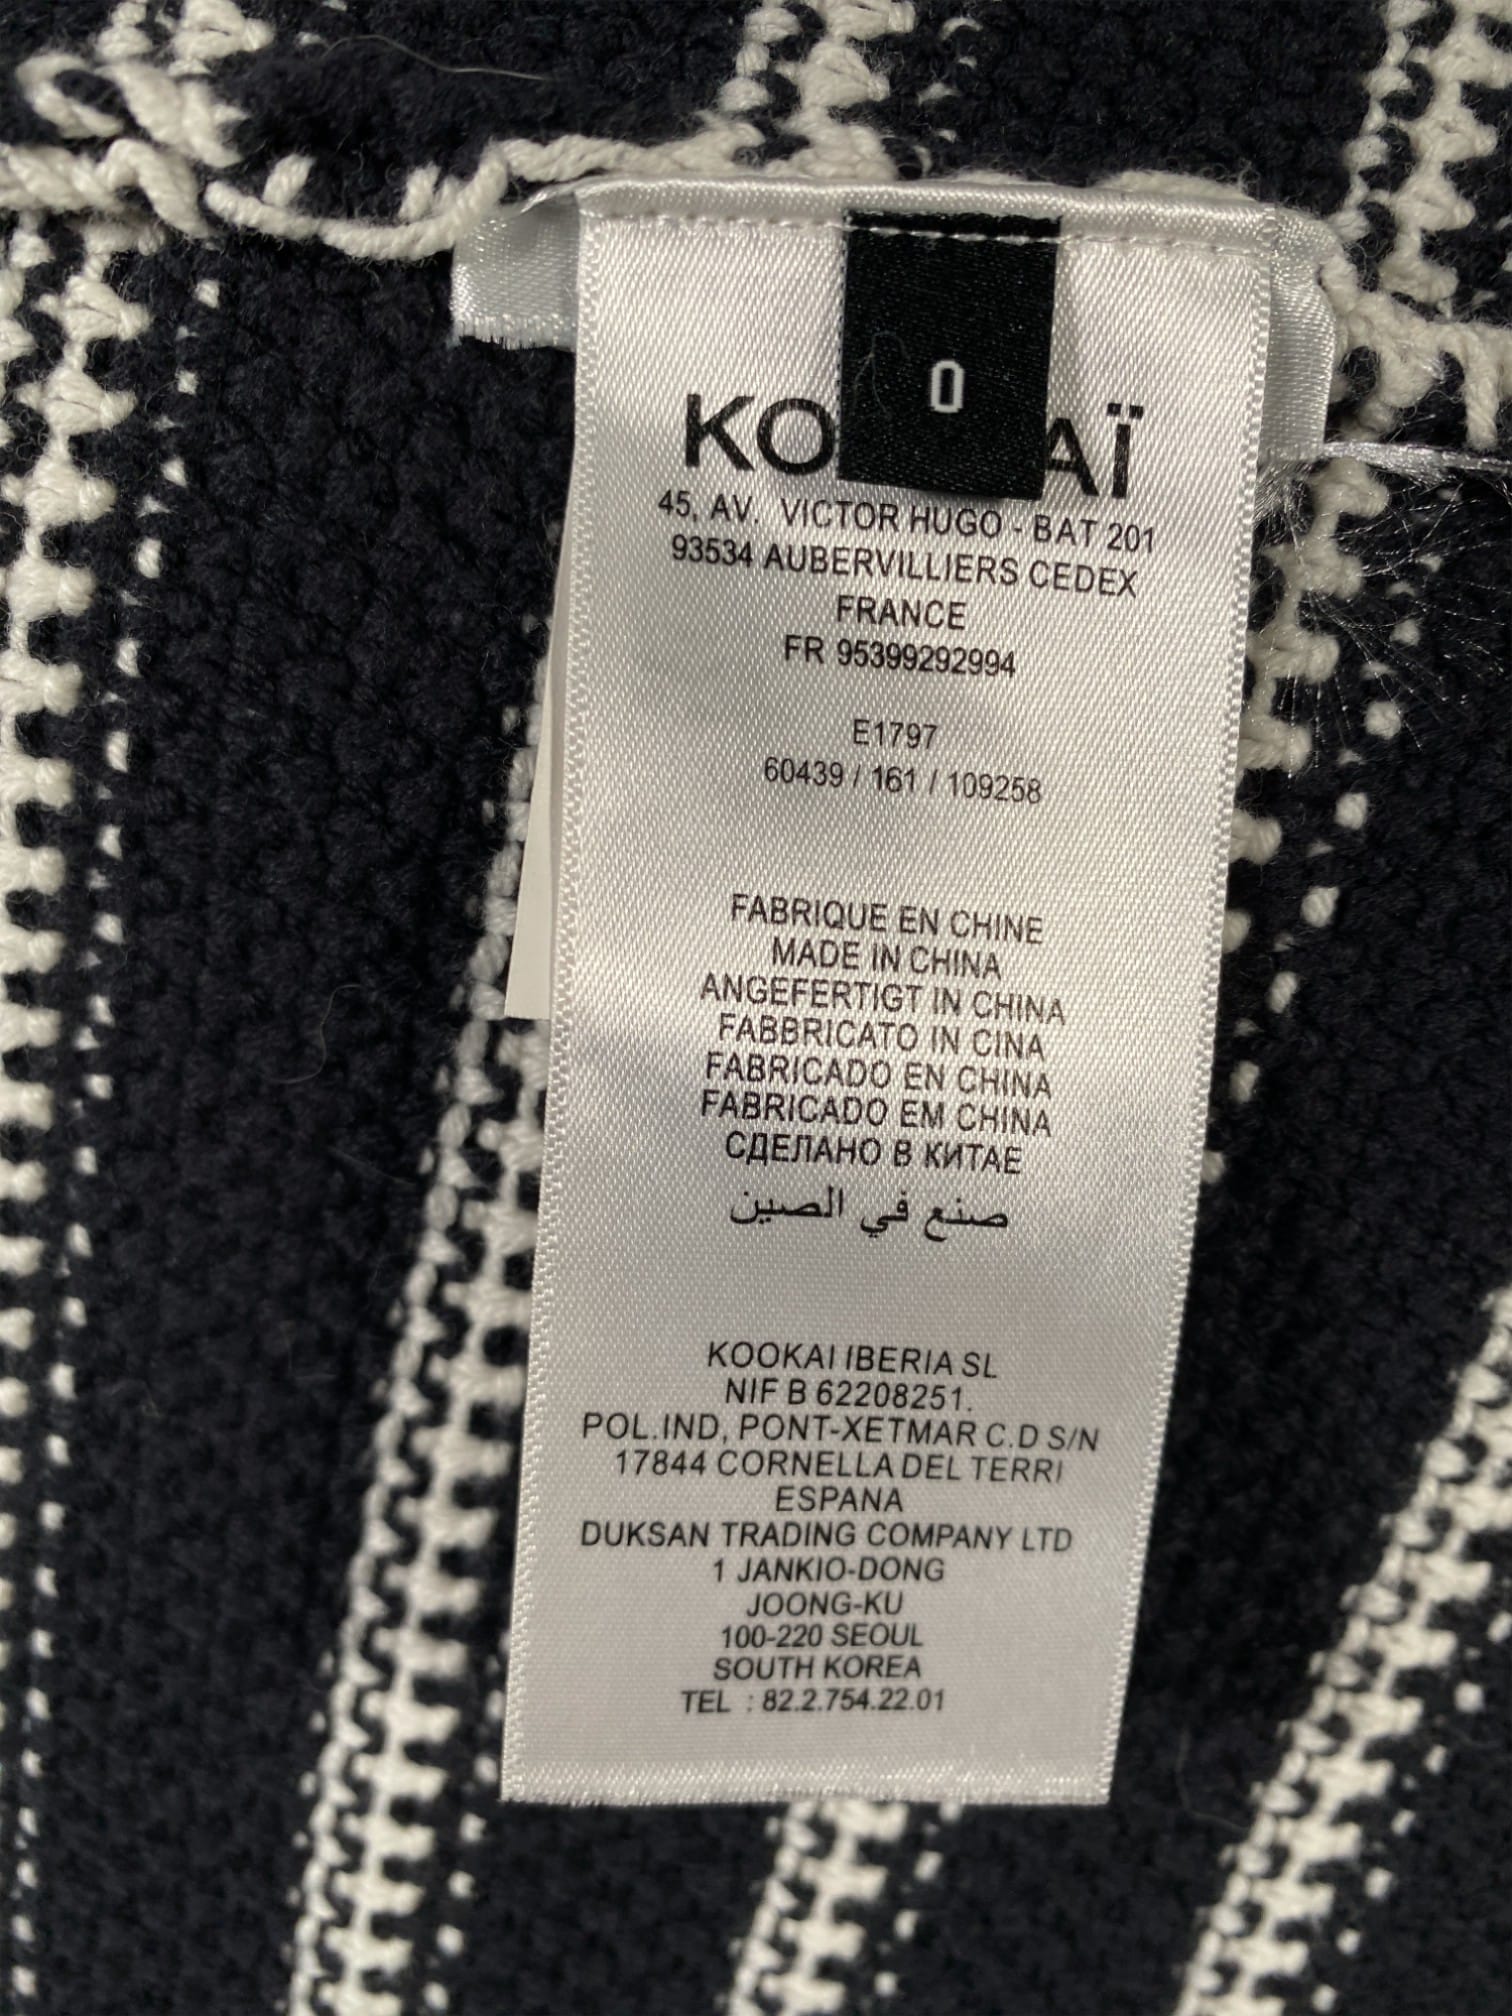 0
KO AÏ
45, AV. VICTOR HUGO - BAT 201
93534 AUBERVILLIERS CEDEX
FRANCE
FR 95399292994
E1797
60439 / 161 / 109258
FABRIQUE EN CHINE
MADE IN CHINA
ANGEFERTIGT IN CHINA
FABBRICATO IN CINA
FABRICADO EN CHINA
FABRICADO EM CHINA
СДЕЛАНО В КИТАЕ
صنع في الصين
KOOKAI IBERIA SL
NIF B 62208251.
POL.IND, PONT-XETMAR C.D S/N
17844 CORNELLA DEL TERRI
ESPANA
DUKSAN TRADING COMPANY LTD
1 JANKIO-DONG
JOONG-KU
100-220 SEOUL
SOUTH KOREA
TEL : 82.2.754.22.01